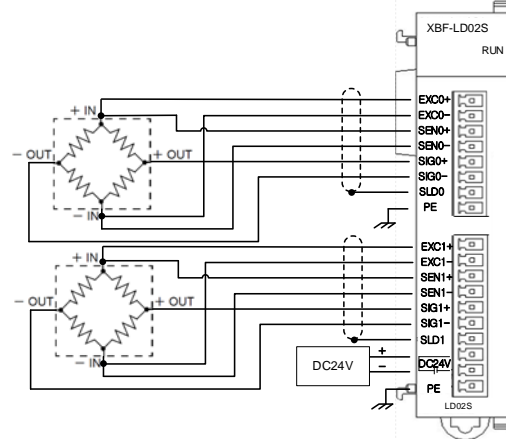 XBF-LD02S
RUN
EXC0+
+ IN
EXC0-
SEN0+
SEN0-
- OUT
+ OUT
SIG0+
SIG0-
SLD0
- IN
PE
EXC1+
+ IN
EXC1-
SEN1+
SEN1-
- OUT
+ OUT
SIG1+
SIG1-
SLD1
- IN
DC24V
+
-
DC24V
PE
LD02S